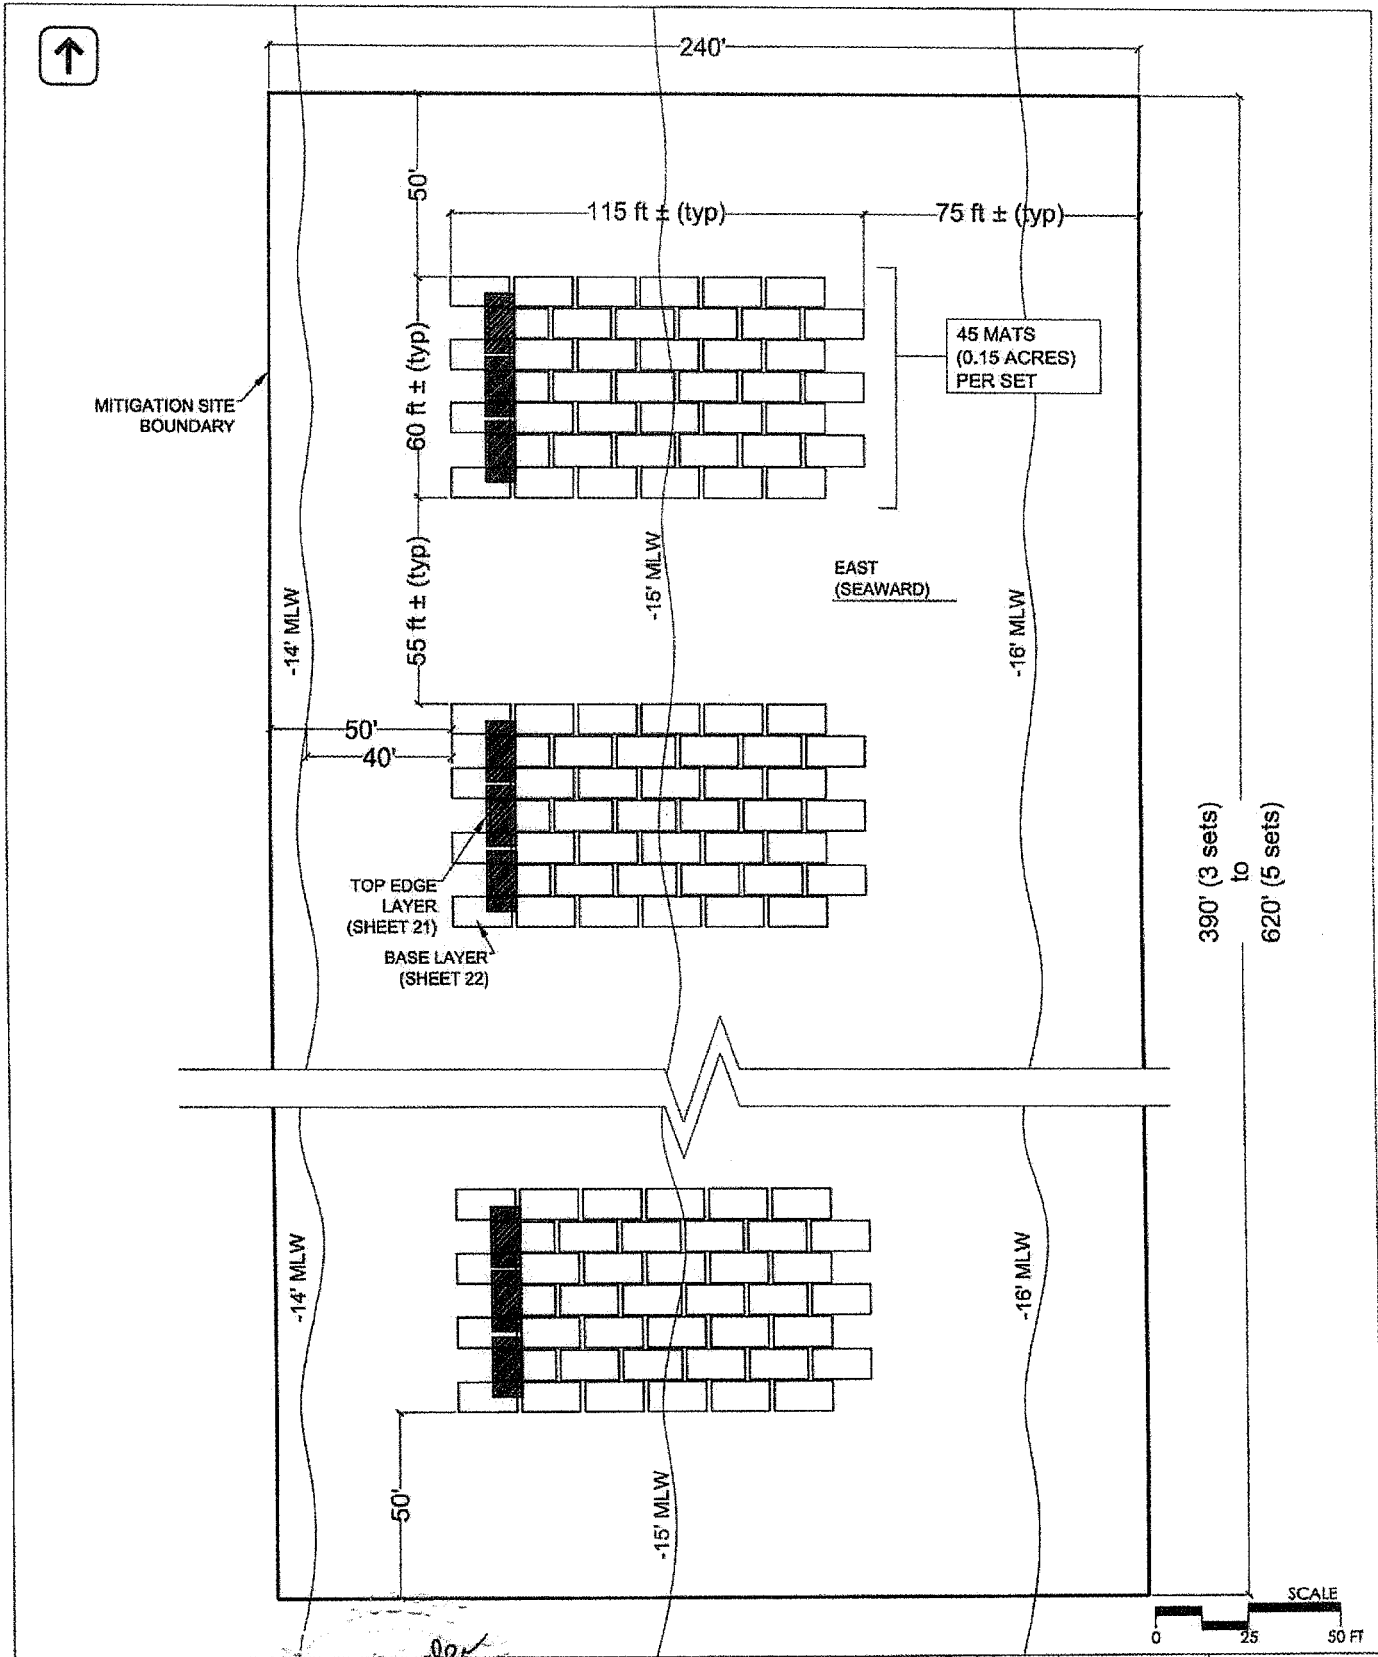 240'
50'
115 ft ± (typ)
75 ft ± (typ)
45 MATS
(0.15 ACRES)
PER SET
60 ft ± (typ)
MITIGATION SITE
BOUNDARY
55 ft ± (typ)
-14' MLW
-15' MLW
EAST
(SEAWARD)
-16' MLW
50'
40'
TOP EDGE
LAYER
(SHEET 21)
BASE LAYER
(SHEET 22)
390' (3 sets)
to
620' (5 sets)
-14' MLW
-16' MLW
50'
-15' MLW
SCALE
0 25 50 FT